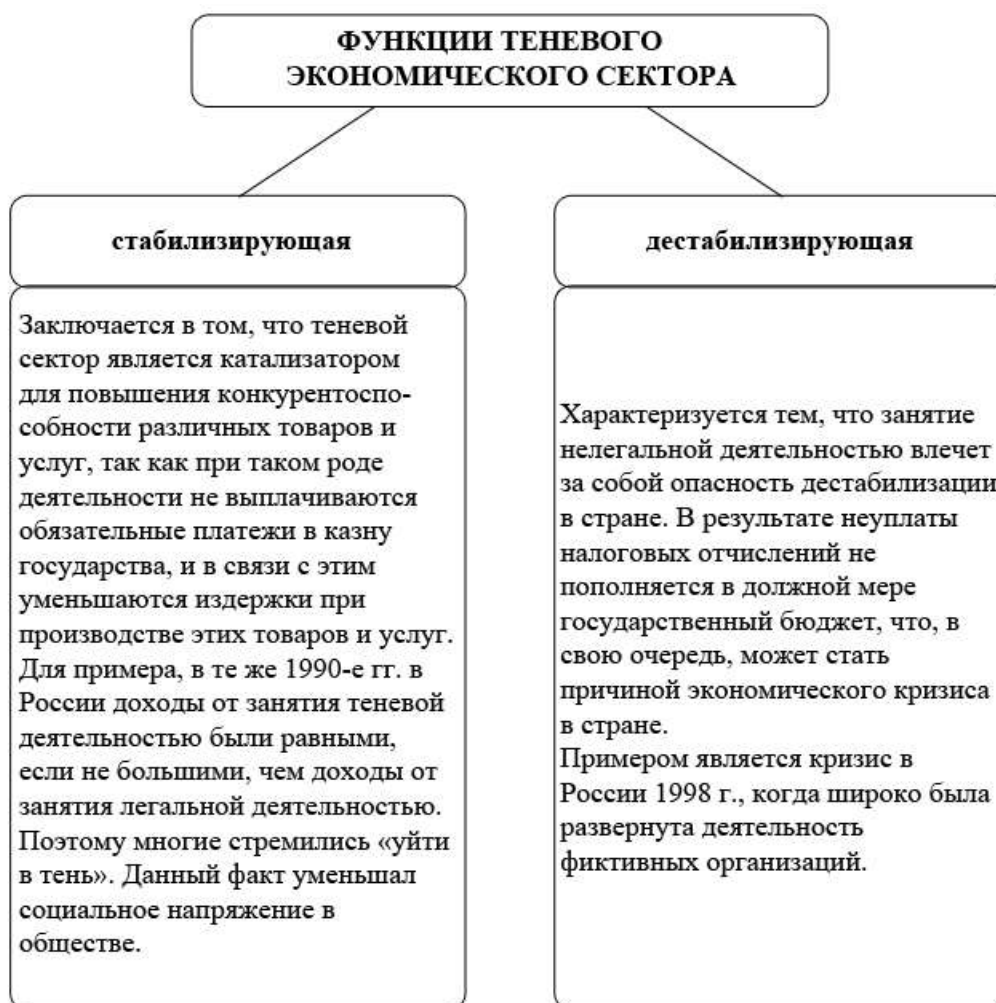 ФУНКЦИИ ТЕНЕВОГО
ЭКОНОМИЧЕСКОГО СЕКТОРА
стабилизирующая
Заключается в том, что теневой
сектор является катализатором
для повышения конкурентоспо-
собности различных товаров и
услуг, так как при таком роде
деятельности не выплачиваются
обязательные платежи в казну
государства, и в связи с этим
уменьшаются издержки при
производстве этих товаров и услуг.
Для примера, в те же 1990-е гг. в
России доходы от занятия теневой
деятельностью были равными,
если не большими, чем доходы от
занятия легальной деятельностью.
Поэтому многие стремились «уйти
в тень». Данный факт уменьшал
социальное напряжение в
обществе.
дестабилизирующая
Характеризуется тем, что занятие
нелегальной деятельностью влечет
за собой опасность дестабилизации
в стране. В результате неуплаты
налоговых отчислений не
пополняется в должной мере
государственный бюджет, что, в
свою очередь, может стать
причиной экономического кризиса
в стране.
Примером является кризис в
России 1998 г., когда широко была
развернута деятельность
фиктивных организаций.